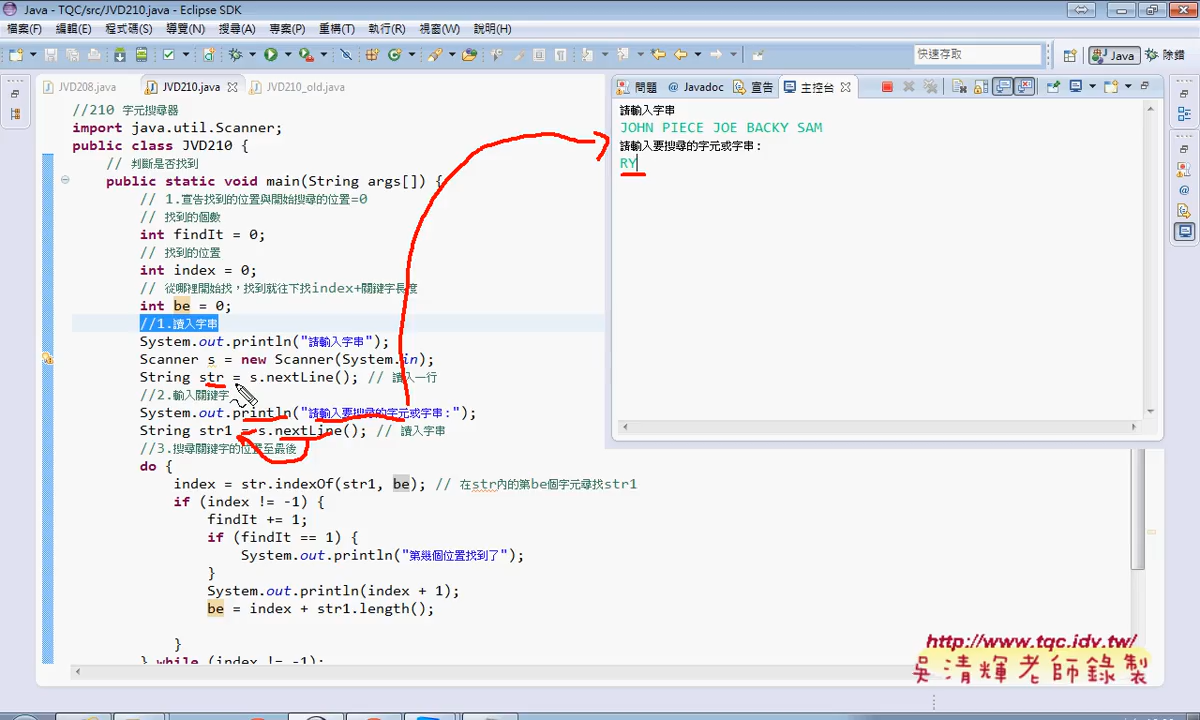 Java - TQC/src/JVD210.java - Eclipse SDK
檔案(F) 編輯(E) 程式碼(S) 導覽(N) 搜尋(A) 專案(P) 重構(T) 執行(R) 視窗(W) 說明(H)
快速存取
Java
除錯
JVD208.java JVD210.java JVD210_old.java
問題 @ Javadoc 宣告 主控台
//210 字元搜尋器
import java.util.Scanner;
public class JVD210 {
// 判斷是否找到
public static void main(String args[]) {
// 1.宣告找到的位置與開始搜尋的位置=0
// 找到的個數
int findIt = 0;
// 找到的位置
int index = 0;
// 從哪裡開始找,找到就往下找index+關鍵字長度
int be = 0;
//1.讀入字串
System.out.println("請輸入字串");
Scanner s = new Scanner(System.in);
String str = s.nextLine(); // 讀入一行
//2.輸入關鍵字
System.out.println("請輸入要搜尋的字元或字串:");
String str1 = s.nextLine(); // 讀入字串
//3.搜尋關鍵字的位置至最後
do {
index = str.indexOf(str1, be); // 在str內的第be個字元尋找str1
if (index != -1) {
findIt += 1;
if (findIt == 1) {
System.out.println("第幾個位置找到了");
}
System.out.println(index + 1);
be = index + str1.length();
}
} while (index != -1);
請輸入字串
JOHN PIECE JOE BACKY SAM
請輸入要搜尋的字元或字串:
RY
http://www.tqc.idv.tw/
吳清輝老師錄製